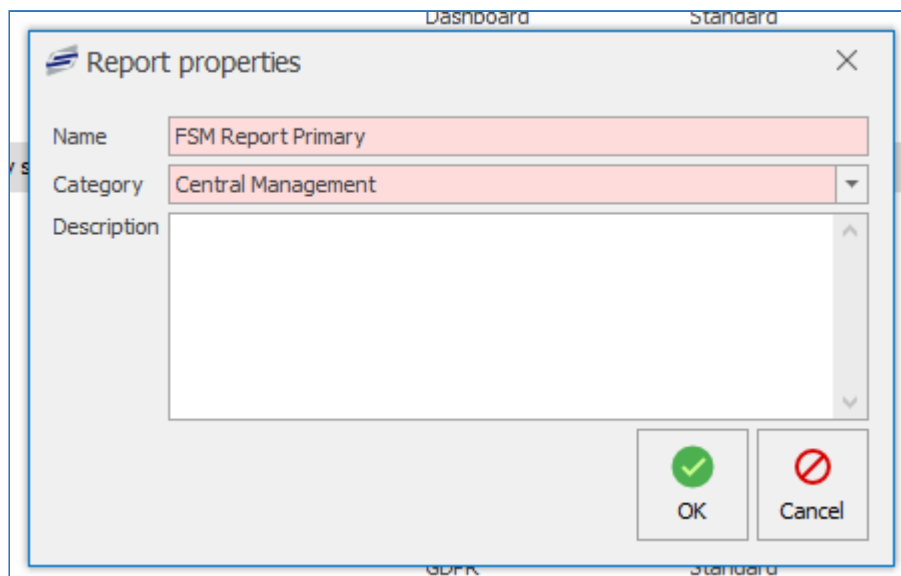 Dashboard Standard
Report properties
Name FSM Report Primary
y s
Category Central Management
Description
OK Cancel
GDPR Standard